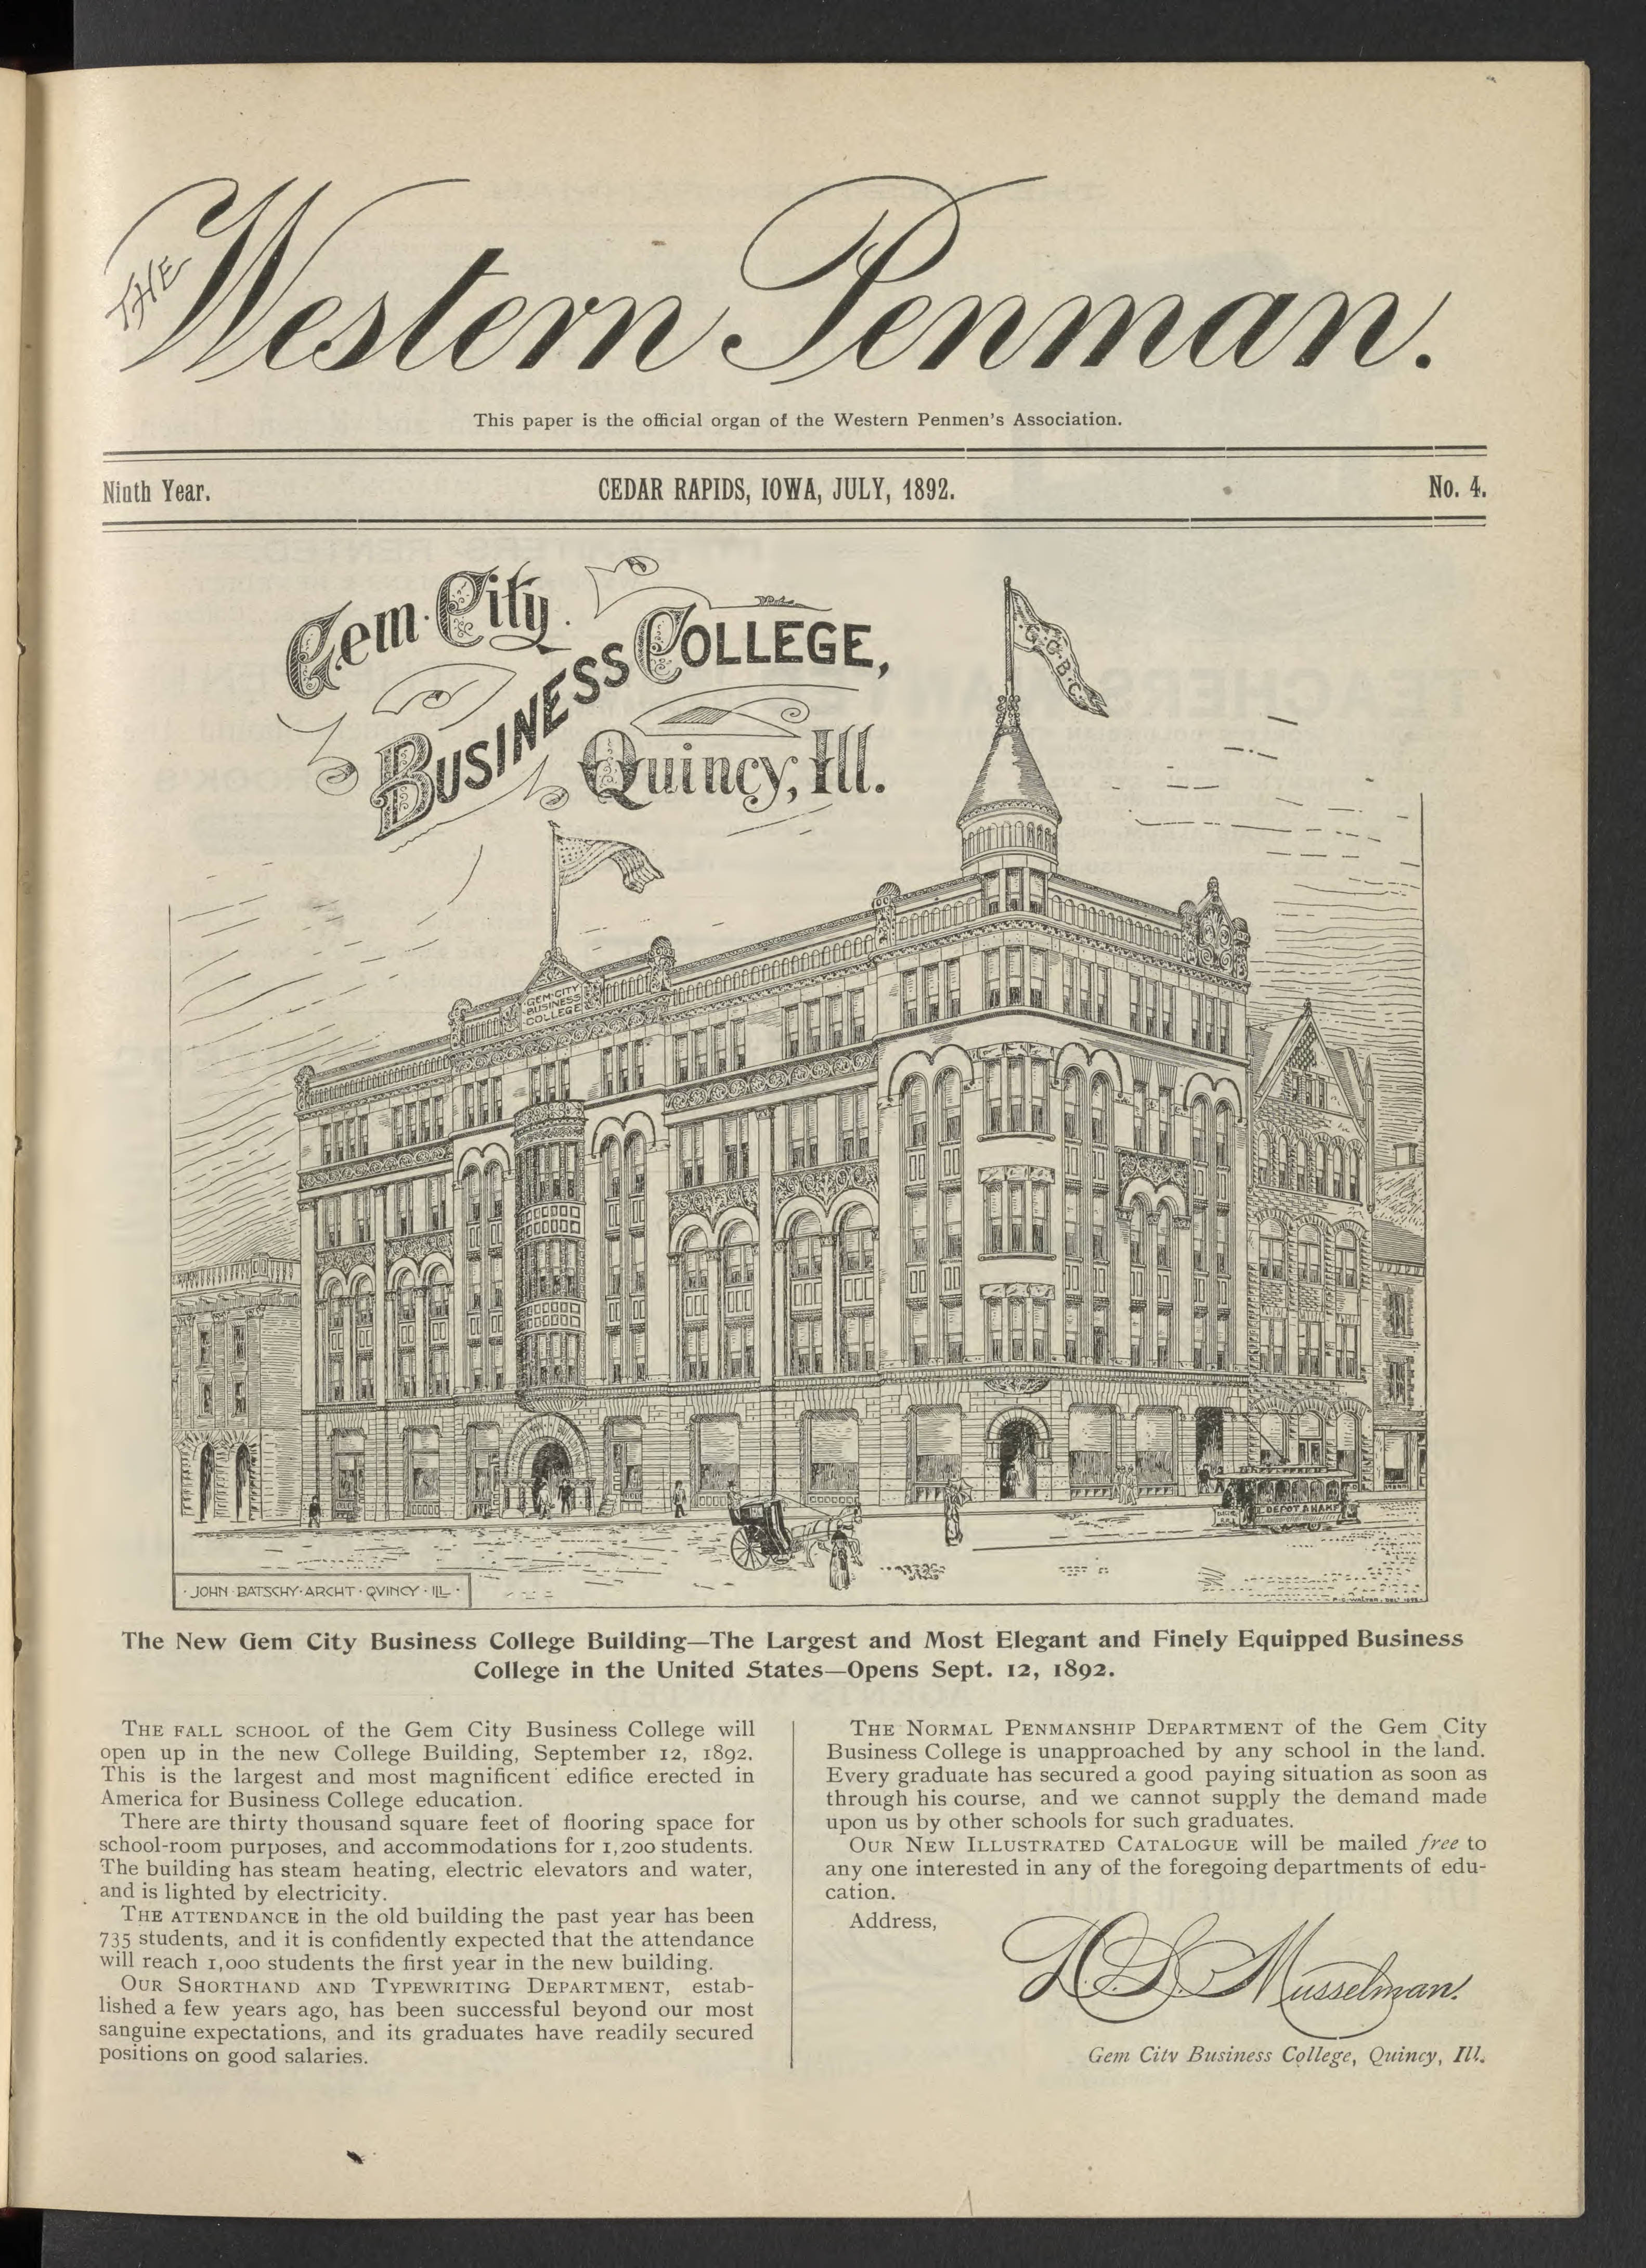 THE Western Penman.
This paper is the official organ of the Western Penmen's Association.
Ninth Year. CEDAR RAPIDS, IOWA, JULY, 1892. No. 4.
Gem City
BUSINESS COLLEGE,
Quincy, Ill.
G.C.B.C.
GEM·CITY
BUSINESS
COLLEGE
DEPOT &
·JOHN·BATSCHY·ARCHT·QVINCY·ILL·
The New Gem City Business College Building—The Largest and Most Elegant and Finely Equipped Business
College in the United States—Opens Sept. 12, 1892.
THE FALL SCHOOL of the Gem City Business College will
open up in the new College Building, September 12, 1892.
This is the largest and most magnificent edifice erected in
America for Business College education.
There are thirty thousand square feet of flooring space for
school-room purposes, and accommodations for 1,200 students.
The building has steam heating, electric elevators and water,
and is lighted by electricity.
THE ATTENDANCE in the old building the past year has been
735 students, and it is confidently expected that the attendance
will reach 1,000 students the first year in the new building.
OUR SHORTHAND AND TYPEWRITING DEPARTMENT, estab-
lished a few years ago, has been successful beyond our most
sanguine expectations, and its graduates have readily secured
positions on good salaries.
THE NORMAL PENMANSHIP DEPARTMENT of the Gem City
Business College is unapproached by any school in the land.
Every graduate has secured a good paying situation as soon as
through his course, and we cannot supply the demand made
upon us by other schools for such graduates.
OUR NEW ILLUSTRATED CATALOGUE will be mailed free to
any one interested in any of the foregoing departments of edu-
cation.
Address,
D. L. Musselman.
Gem City Business College, Quincy, Ill.